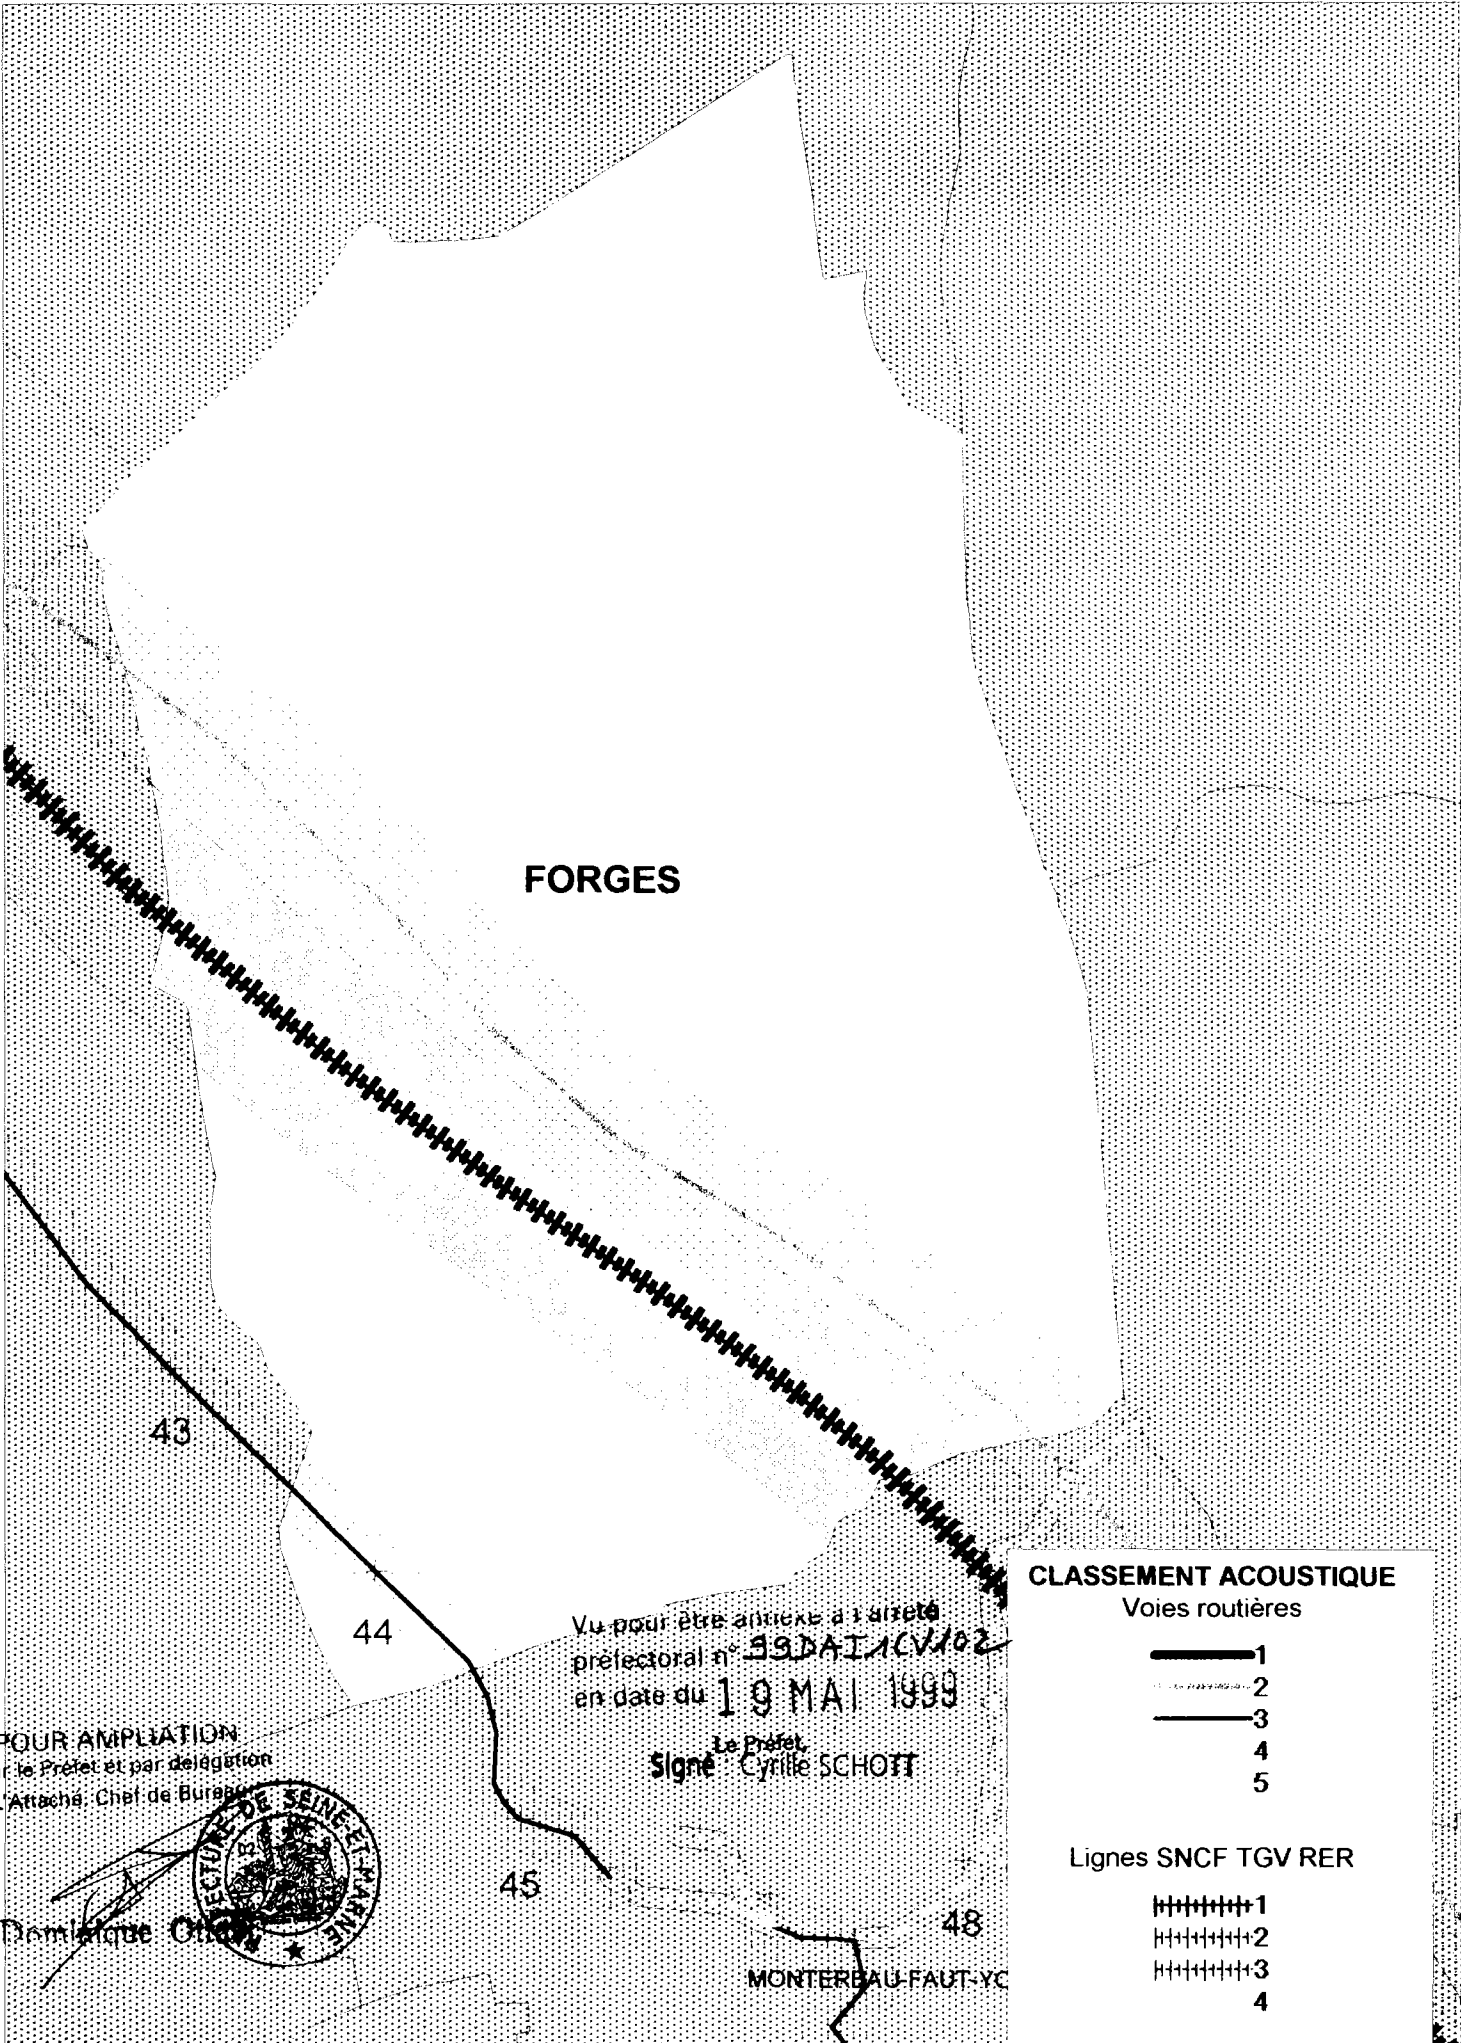 FORGES
43
44
Vu pour être annexé à l'arrêté
préfectoral n° 99DAI1CV102
en date du 19 MAI 1999
Le Préfet,
Signé Cyrille SCHOTT
POUR AMPLIATION
r le Préfet et par délégation
L'Attaché, Chef de Bureau
DE SEINE-ET-MARNE
Dominique
45
48
MONTEREAU-FAUT-YO
CLASSEMENT ACOUSTIQUE
Voies routières
1
2
3
4
5
Lignes SNCF TGV RER
1
2
3
4